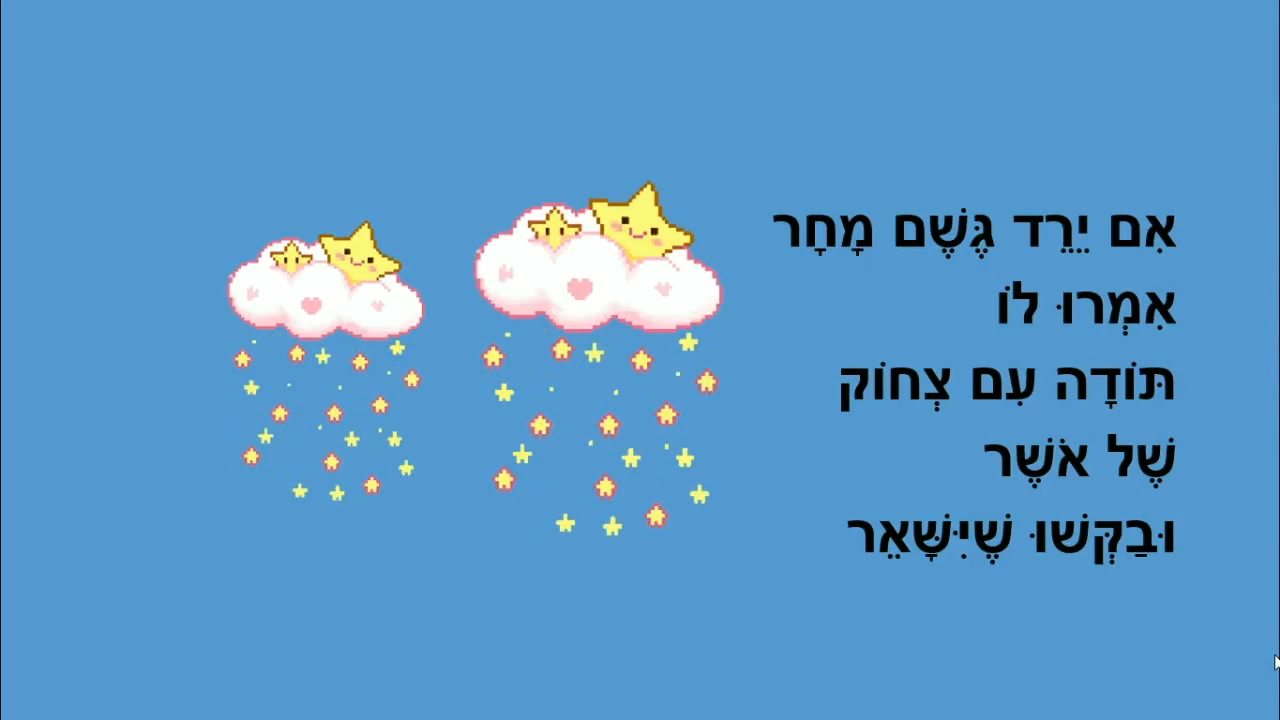 אִם יֵרֵד גֶּשֶׁם מָחָר
אִמְרוּ לוֹ
תּוֹדָה עִם צְחוֹק
שֶׁל אֹשֶׁר
וּבַקְּשׁוּ שֶׁיִּשָּׁאֵר